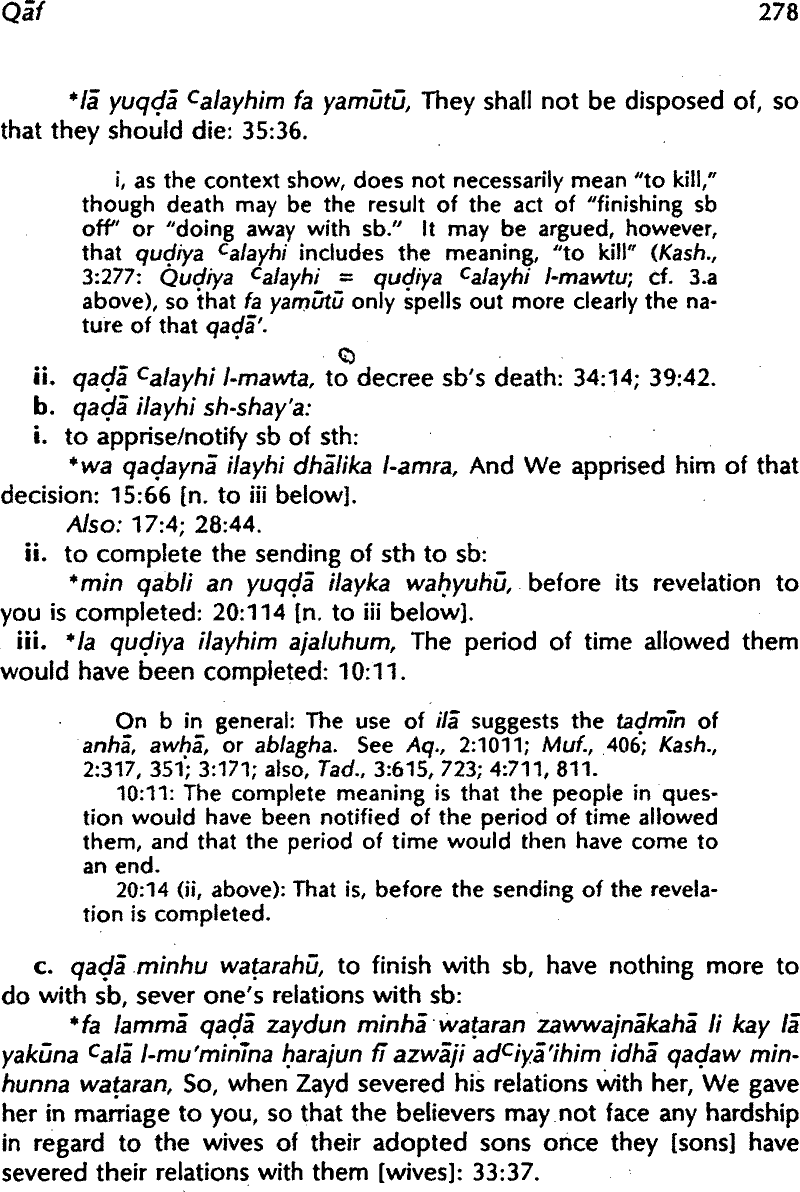 Qāf 278
*lā yuqḍā ᶜalayhim fa yamūtū, They shall not be disposed of, so
that they should die: 35:36.
i, as the context show, does not necessarily mean "to kill,"
though death may be the result of the act of "finishing sb
off" or "doing away with sb." It may be argued, however,
that quḍiya ᶜalayhi includes the meaning, "to kill" (Kash.,
3:277: Quḍiya ᶜalayhi = quḍiya ᶜalayhi l-mawtu; cf. 3.a
above), so that fa yamūtū only spells out more clearly the na-
ture of that qaḍā'.
ii. qaḍā ᶜalayhi l-mawta, to decree sb's death: 34:14; 39:42.
b. qaḍā ilayhi sh-shay'a:
i. to apprise/notify sb of sth:
*wa qaḍaynā ilayhi dhālika l-amra, And We apprised him of that
decision: 15:66 [n. to iii below].
Also: 17:4; 28:44.
ii. to complete the sending of sth to sb:
*min qabli an yuqḍā ilayka waḥyuhū, before its revelation to
you is completed: 20:114 [n. to iii below].
iii. *la quḍiya ilayhim ajaluhum, The period of time allowed them
would have been completed: 10:11.
On b in general: The use of ilā suggests the taḍmīn of
anhā, awḥā, or ablagha. See Aq., 2:1011; Muf., 406; Kash.,
2:317, 351; 3:171; also, Tad., 3:615, 723; 4:711, 811.
10:11: The complete meaning is that the people in ques-
tion would have been notified of the period of time allowed
them, and that the period of time would then have come to
an end.
20:14 (ii, above): That is, before the sending of the revela-
tion is completed.
c. qaḍā minhu waṭarahū, to finish with sb, have nothing more to
do with sb, sever one's relations with sb:
*fa lammā qaḍā zaydun minhā waṭaran zawwajnākahā li kay lā
yakūna ᶜalā l-mu'minīna ḥarajun fī azwāji adᶜiyā'ihim idhā qaḍaw min-
hunna waṭaran, So, when Zayd severed his relations with her, We gave
her in marriage to you, so that the believers may not face any hardship
in regard to the wives of their adopted sons once they [sons] have
severed their relations with them [wives]: 33:37.